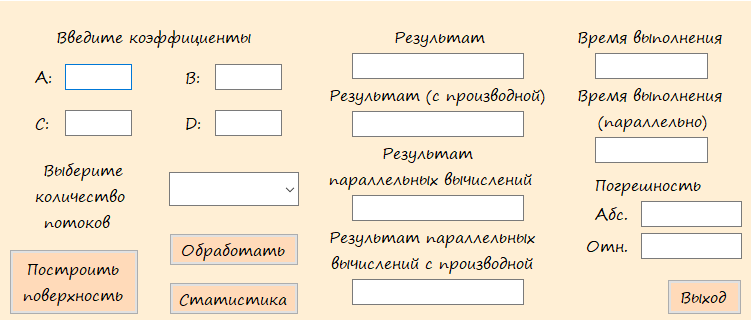 Введите коэффициенты
A:
B:
C:
D:
Выберите
количество
потоков
Построить
поверхность
Обработать
Статистика
Результат
Результат (с производной)
Результат
параллельных вычислений
Результат параллельных
вычислений с производной
Время выполнения
Время выполнения
(параллельно)
Погрешность
Абс.
Отн.
Выход